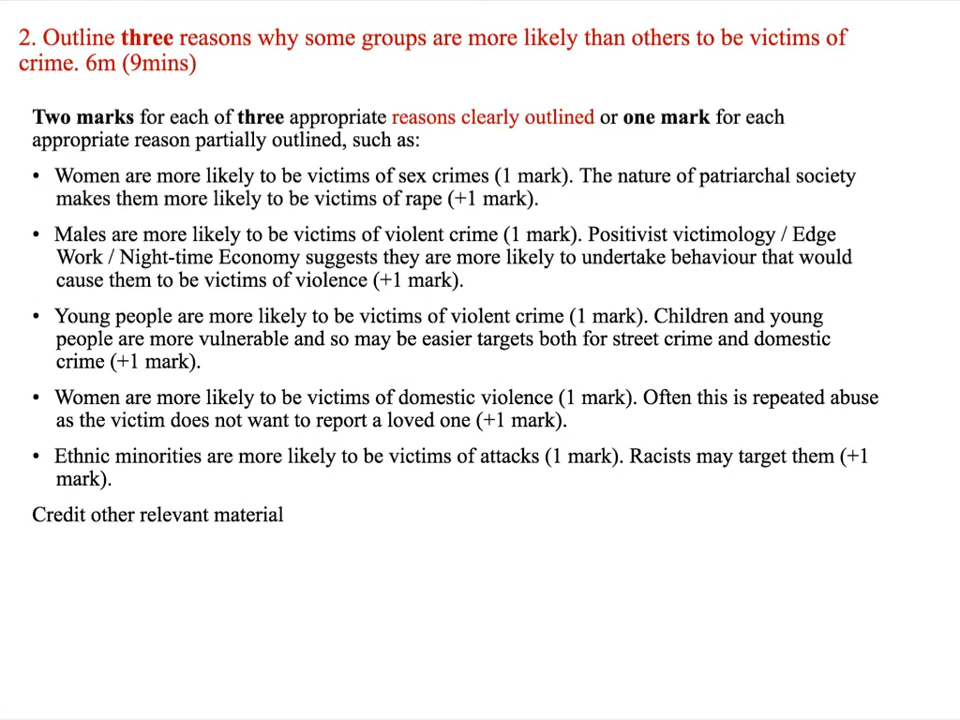 2. Outline three reasons why some groups are more likely than others to be victims of
crime. 6m (9mins)
Two marks for each of three appropriate reasons clearly outlined or one mark for each
appropriate reason partially outlined, such as:
• Women are more likely to be victims of sex crimes (1 mark). The nature of patriarchal society
makes them more likely to be victims of rape (+1 mark).
• Males are more likely to be victims of violent crime (1 mark). Positivist victimology / Edge
Work / Night-time Economy suggests they are more likely to undertake behaviour that would
cause them to be victims of violence (+1 mark).
• Young people are more likely to be victims of violent crime (1 mark). Children and young
people are more vulnerable and so may be easier targets both for street crime and domestic
crime (+1 mark).
• Women are more likely to be victims of domestic violence (1 mark). Often this is repeated abuse
as the victim does not want to report a loved one (+1 mark).
• Ethnic minorities are more likely to be victims of attacks (1 mark). Racists may target them (+1
mark).
Credit other relevant material